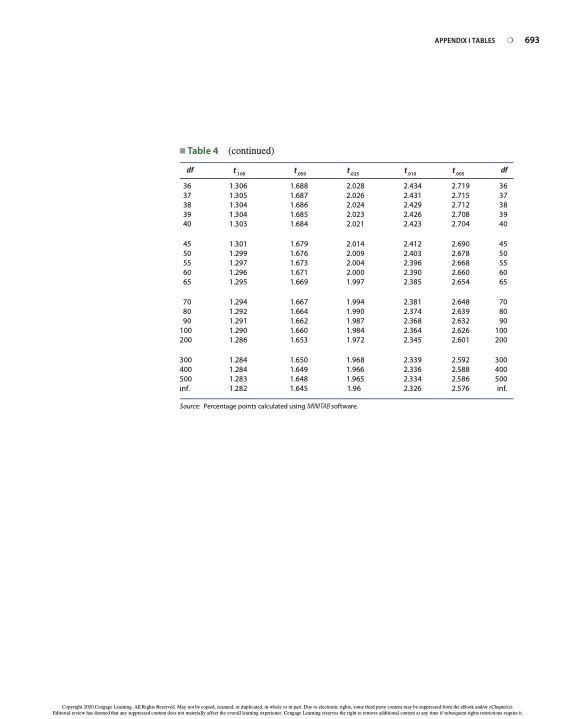 APPENDIX I TABLES ❍ 693
■ Table 4 (continued)
df t.100 t.050 t.025 t.010 t.005 df
36 1.306 1.688 2.028 2.434 2.719 36
37 1.305 1.687 2.026 2.431 2.715 37
38 1.304 1.686 2.024 2.429 2.712 38
39 1.304 1.685 2.023 2.426 2.708 39
40 1.303 1.684 2.021 2.423 2.704 40
45 1.301 1.679 2.014 2.412 2.690 45
50 1.299 1.676 2.009 2.403 2.678 50
55 1.297 1.673 2.004 2.396 2.668 55
60 1.296 1.671 2.000 2.390 2.660 60
65 1.295 1.669 1.997 2.385 2.654 65
70 1.294 1.667 1.994 2.381 2.648 70
80 1.292 1.664 1.990 2.374 2.639 80
90 1.291 1.662 1.987 2.368 2.632 90
100 1.290 1.660 1.984 2.364 2.626 100
200 1.286 1.653 1.972 2.345 2.601 200
300 1.284 1.650 1.968 2.339 2.592 300
400 1.284 1.649 1.966 2.336 2.588 400
500 1.283 1.648 1.965 2.334 2.586 500
inf. 1.282 1.645 1.96 2.326 2.576 inf.
Source: Percentage points calculated using MINITAB software.
Copyright 2020 Cengage Learning. All Rights Reserved. May not be copied, scanned, or duplicated, in whole or in part. Due to electronic rights, some third party content may be suppressed from the eBook and/or eChapter(s).
Editorial review has deemed that any suppressed content does not materially affect the overall learning experience. Cengage Learning reserves the right to remove additional content at any time if subsequent rights restrictions require it.